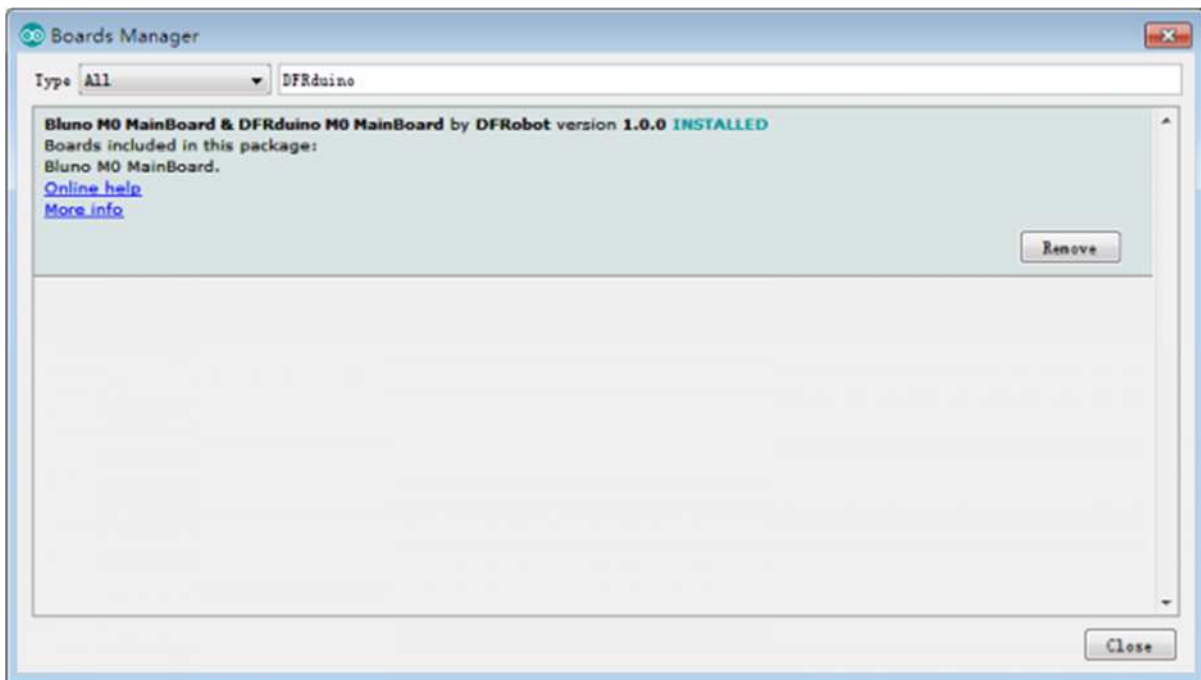 Boards Manager
Type All DFRduino
Bluno M0 MainBoard & DFRduino M0 MainBoard by DFRobot version 1.0.0 INSTALLED
Boards included in this package:
Bluno M0 MainBoard.
Online help
More info
Remove
Close